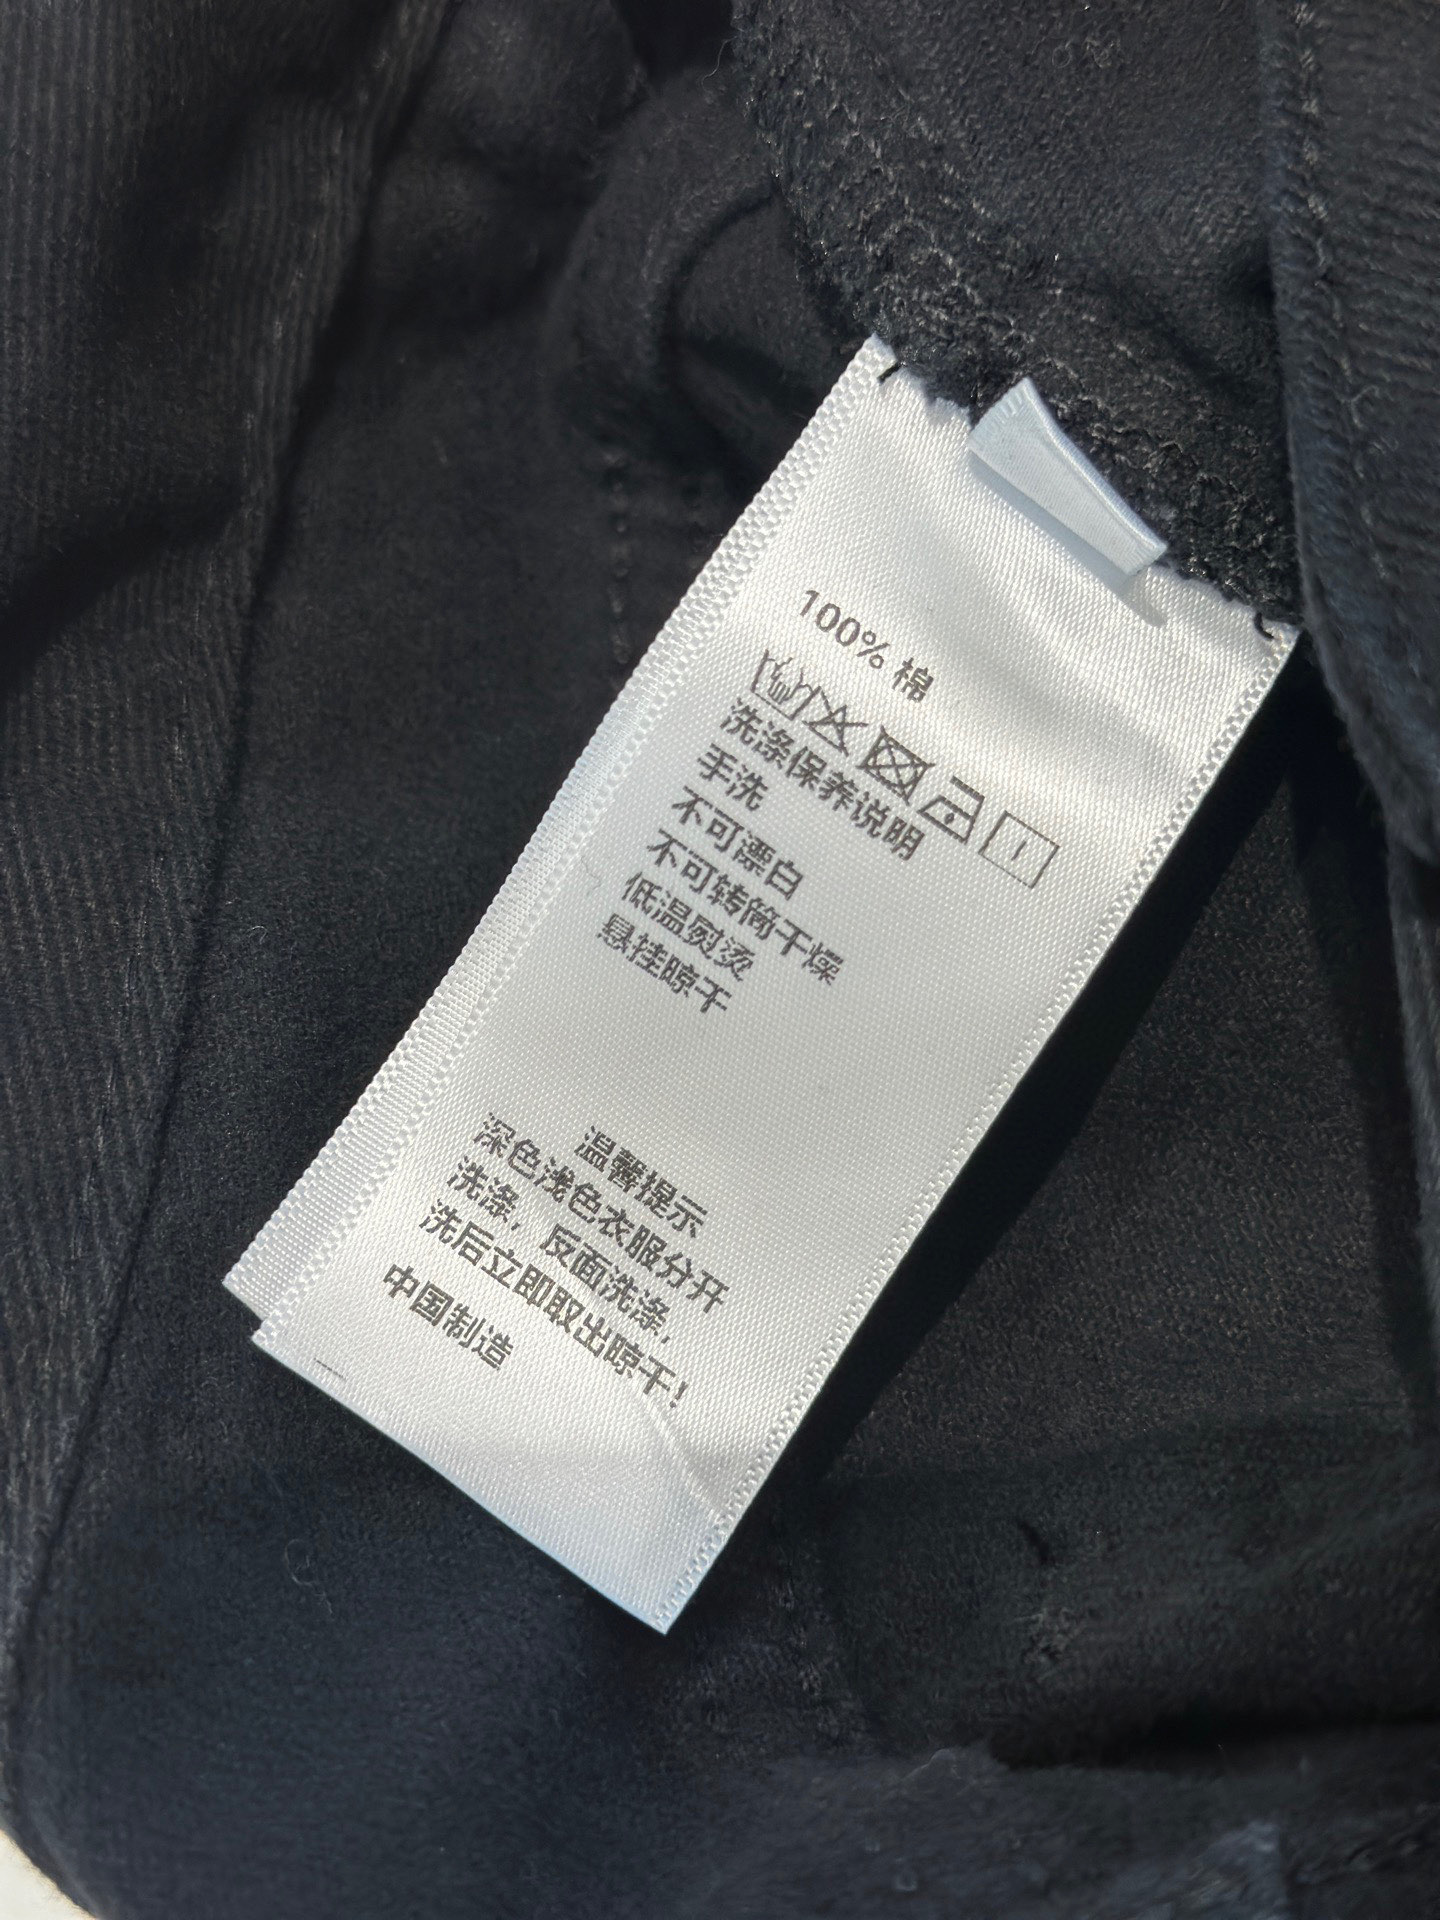 100% 棉
洗涤保养说明
手洗
不可漂白
不可转筒干燥
低温熨烫
悬挂晾干
温馨提示
深色浅色衣服分开
洗涤，反面洗涤，
洗后立即取出晾干！
中国制造